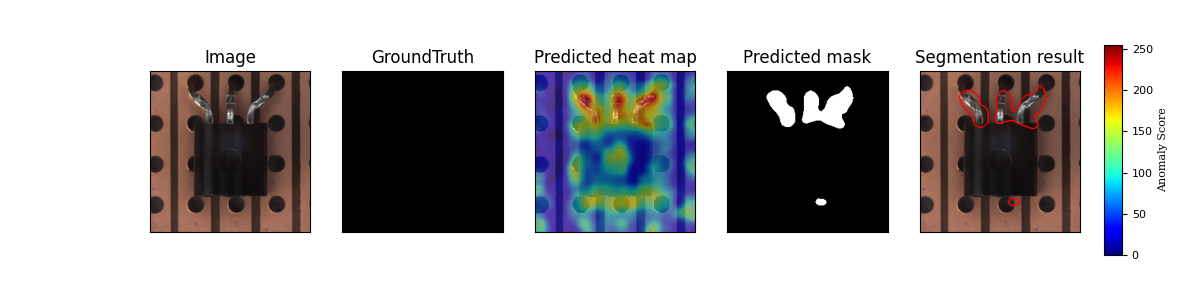 Image
GroundTruth
Predicted heat map
Predicted mask
Segmentation result
250
200
150
100
50
0
Anomaly Score